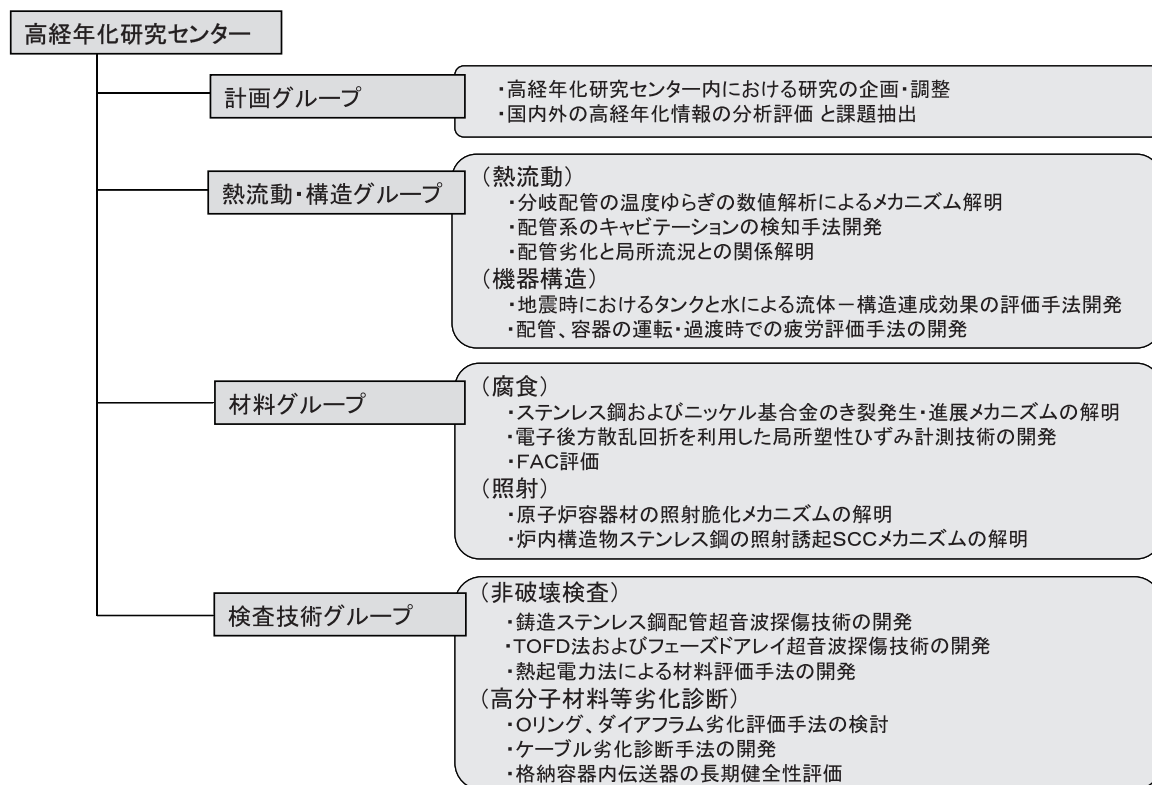 高経年化研究センター
計画グループ
・高経年化研究センター内における研究の企画・調整
・国内外の高経年化情報の分析評価 と課題抽出
熱流動・構造グループ
（熱流動）
・分岐配管の温度ゆらぎの数値解析によるメカニズム解明
・配管系のキャビテーションの検知手法開発
・配管劣化と局所流況との関係解明
（機器構造）
・地震時におけるタンクと水による流体－構造連成効果の評価手法開発
・配管、容器の運転・過渡時での疲労評価手法の開発
材料グループ
（腐食）
・ステンレス鋼およびニッケル基合金のき裂発生・進展メカニズムの解明
・電子後方散乱回折を利用した局所塑性ひずみ計測技術の開発
・FAC評価
（照射）
・原子炉容器材の照射脆化メカニズムの解明
・炉内構造物ステンレス鋼の照射誘起SCCメカニズムの解明
検査技術グループ
（非破壊検査）
・鋳造ステンレス鋼配管超音波探傷技術の開発
・TOFD法およびフェーズドアレイ超音波探傷技術の開発
・熱起電力法による材料評価手法の開発
（高分子材料等劣化診断）
・Oリング、ダイアフラム劣化評価手法の検討
・ケーブル劣化診断手法の開発
・格納容器内伝送器の長期健全性評価